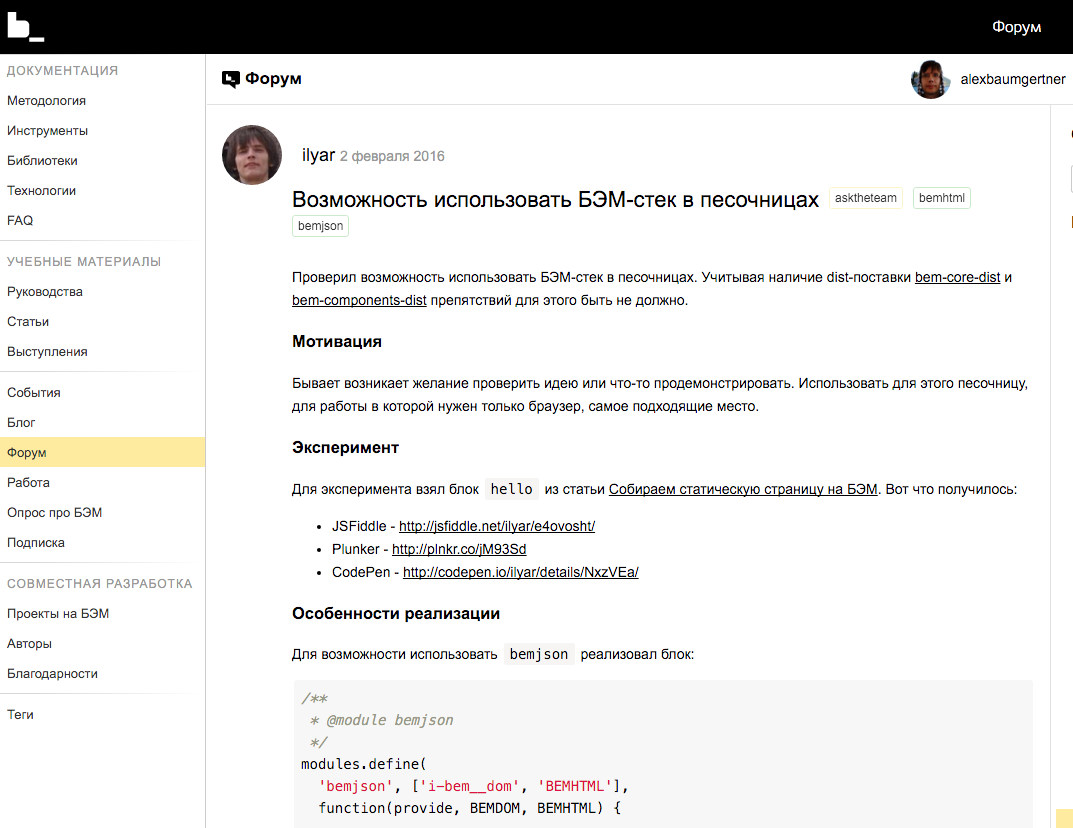 b_
Форум
ДОКУМЕНТАЦИЯ
Методология
Инструменты
Библиотеки
Технологии
FAQ
УЧЕБНЫЕ МАТЕРИАЛЫ
Руководства
Статьи
Выступления
События
Блог
Форум
Работа
Опрос про БЭМ
Подписка
СОВМЕСТНАЯ РАЗРАБОТКА
Проекты на БЭМ
Авторы
Благодарности
Теги
Форум
alexbaumgertner
ilyar 2 февраля 2016
Возможность использовать БЭМ-стек в песочницах asktheteam bemhtml
bemjson
Проверил возможность использовать БЭМ-стек в песочницах. Учитывая наличие dist-поставки bem-core-dist и
bem-components-dist препятствий для этого быть не должно.
Мотивация
Бывает возникает желание проверить идею или что-то продемонстрировать. Использовать для этого песочницу,
для работы в которой нужен только браузер, самое подходящие место.
Эксперимент
Для эксперимента взял блок hello из статьи Собираем статическую страницу на БЭМ. Вот что получилось:
• JSFiddle - http://jsfiddle.net/ilyar/e4ovosht/
• Plunker - http://plnkr.co/jM93Sd
• CodePen - http://codepen.io/ilyar/details/NxzVEa/
Особенности реализации
Для возможности использовать bemjson реализовал блок:
/**
 * @module bemjson
 */
modules.define(
  'bemjson', ['i-bem__dom', 'BEMHTML'],
  function(provide, BEMDOM, BEMHTML) {